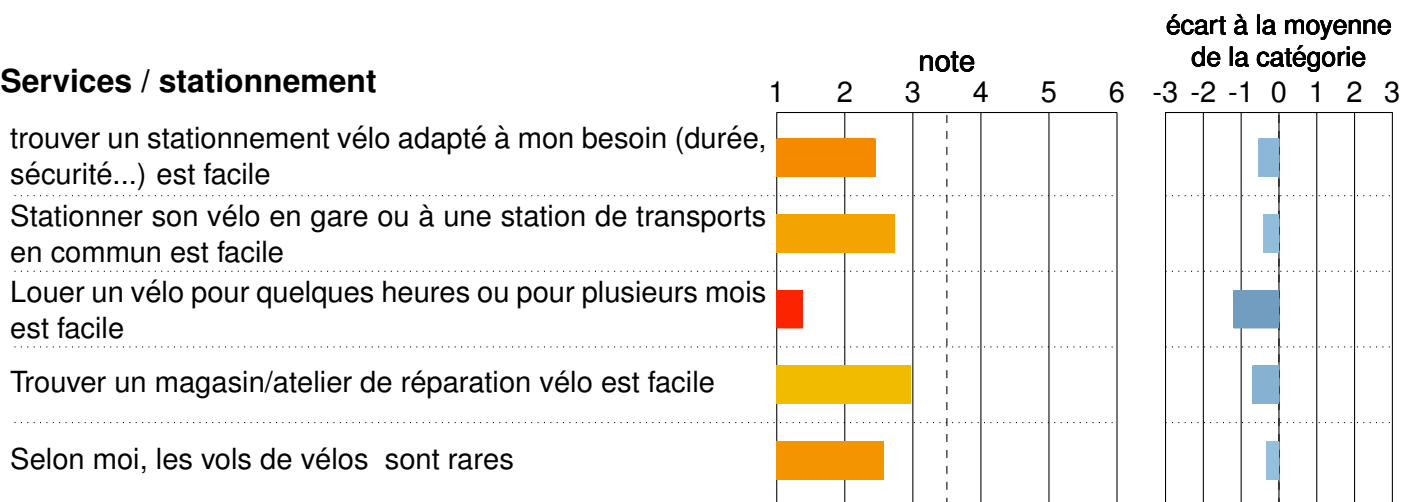 écart à la moyenne
de la catégorie
note
Services / stationnement
1 2 3 4 5 6
-3 -2 -1 0 1 2 3
trouver un stationnement vélo adapté à mon besoin (durée,
sécurité...) est facile
Stationner son vélo en gare ou à une station de transports
en commun est facile
Louer un vélo pour quelques heures ou pour plusieurs mois
est facile
Trouver un magasin/atelier de réparation vélo est facile
Selon moi, les vols de vélos sont rares